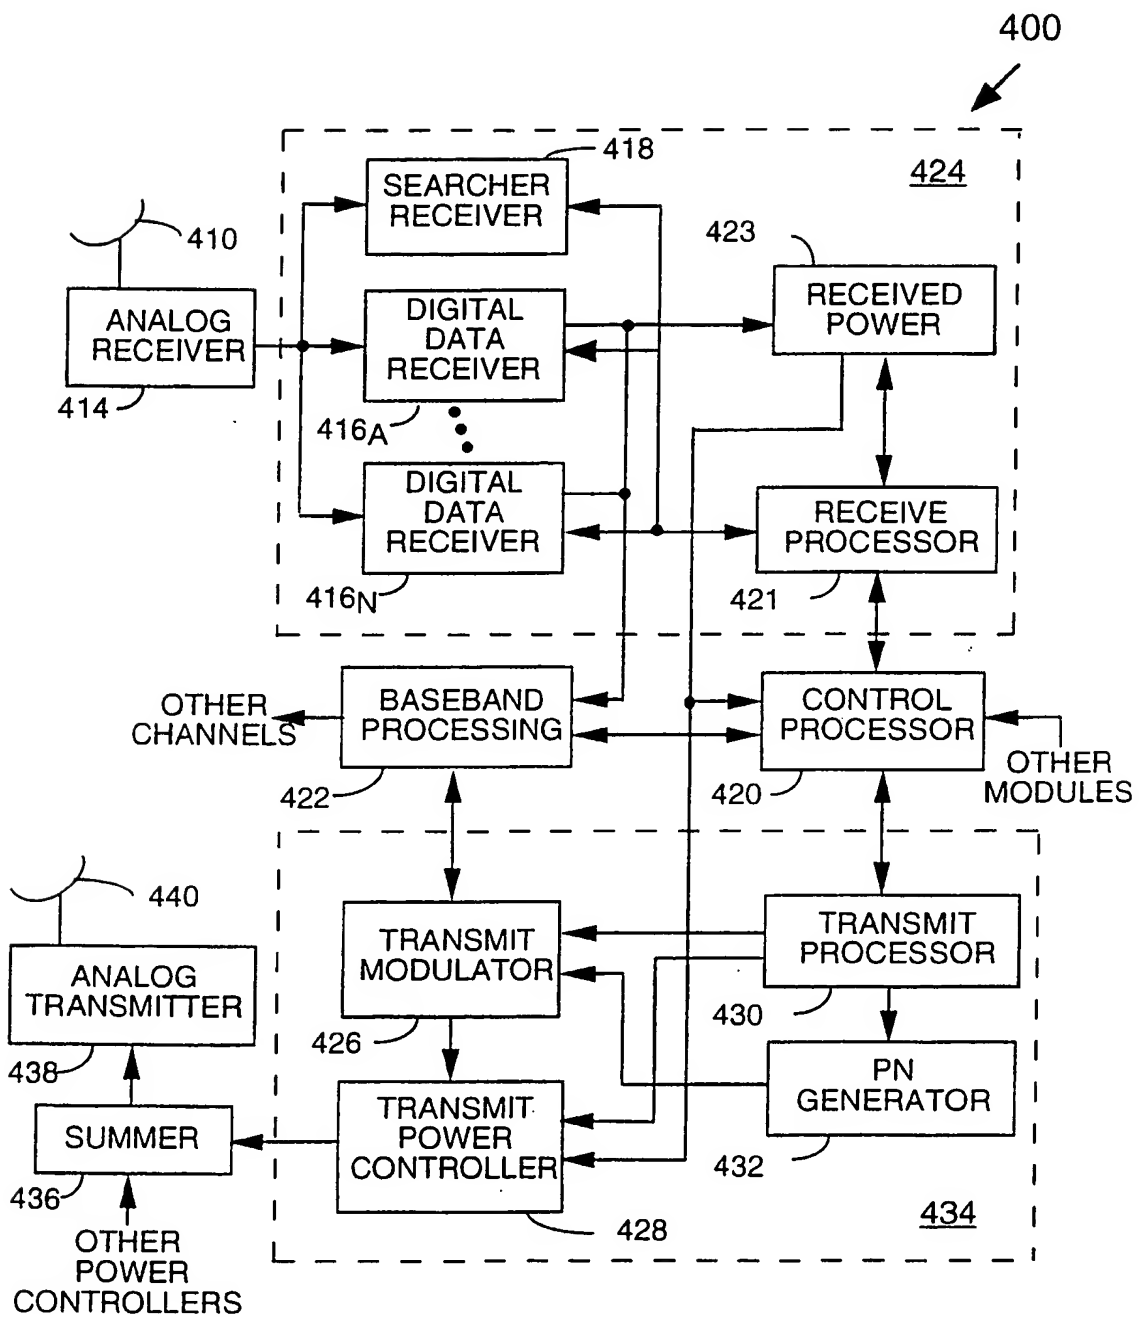 400
418
SEARCHER
RECEIVER
424
410
423
ANALOG
RECEIVER
DIGITAL
DATA
RECEIVER
RECEIVED
POWER
414
416A
DIGITAL
DATA
RECEIVER
RECEIVE
PROCESSOR
416N
421
OTHER
CHANNELS
BASEBAND
PROCESSING
CONTROL
PROCESSOR
422
420
OTHER
MODULES
440
TRANSMIT
MODULATOR
TRANSMIT
PROCESSOR
ANALOG
TRANSMITTER
426
430
438
PN
GENERATOR
SUMMER
TRANSMIT
POWER
CONTROLLER
432
436
428
434
OTHER
POWER
CONTROLLERS